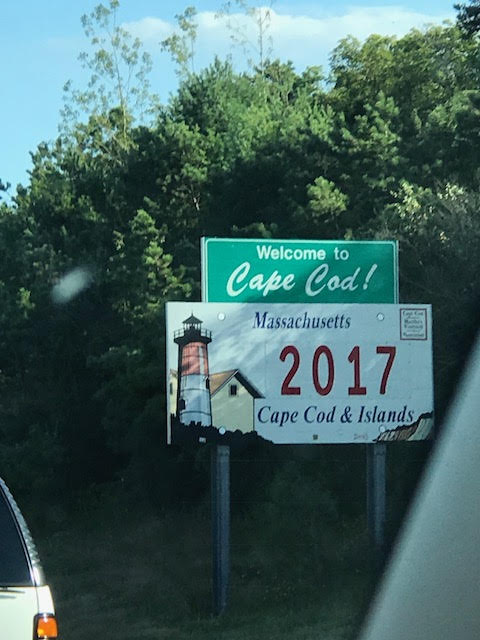 Welcome to
Cape Cod!
Massachusetts
2017
Cape Cod & Islands